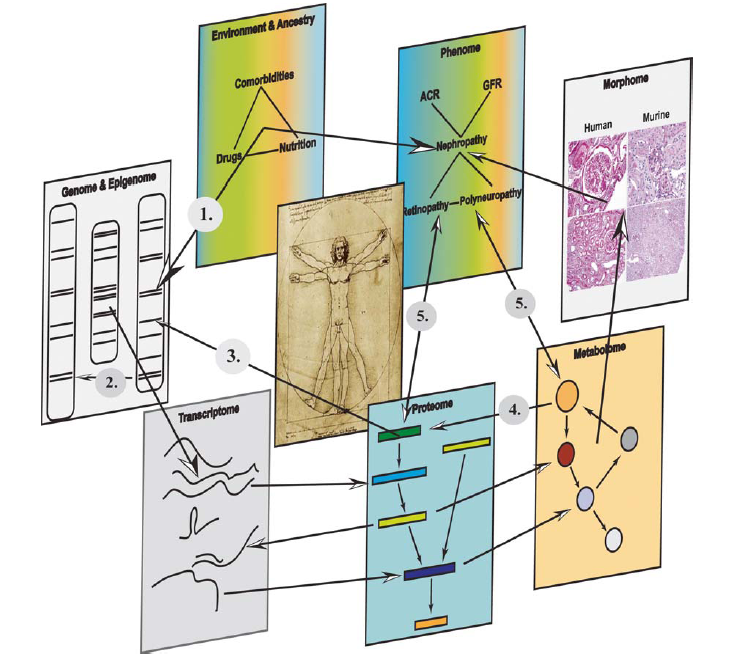 Environment & Ancestry
Comorbidities
Drugs
Nutrition
Phenome
ACR
GFR
Nephropathy
Retinopathy
Polyneuropathy
Morphome
Human
Murine
Genome & Epigenome
1.
2.
3.
5.
5.
4.
Transcriptome
Proteome
Metabolome